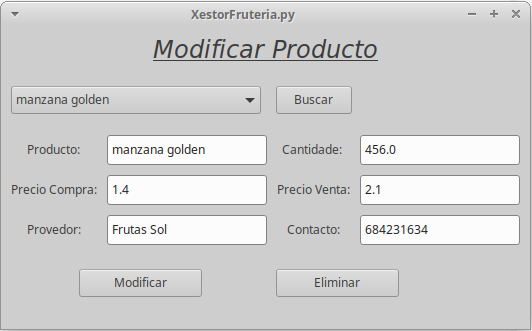 XestorFruteria.py
Modificar Producto
manzana golden Buscar
Producto: manzana golden Cantidade: 456.0
Precio Compra: 1.4 Precio Venta: 2.1
Provedor: Frutas Sol Contacto: 684231634
Modificar Eliminar